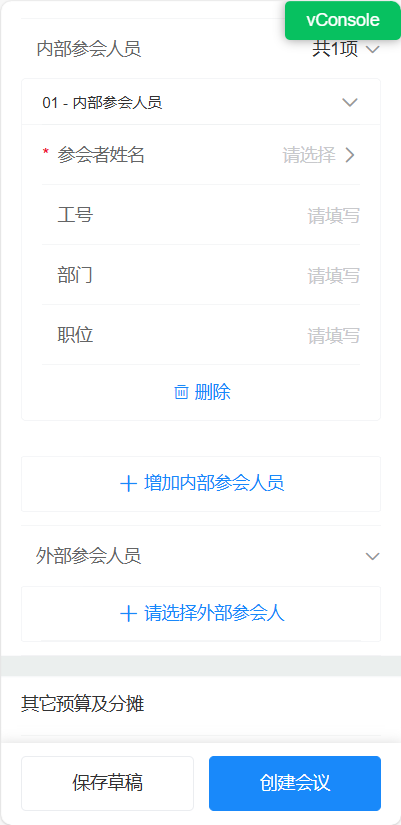 vConsole
内部参会人员 共1项
01 - 内部参会人员
* 参会者姓名 请选择
工号 请填写
部门 请填写
职位 请填写
删除
增加内部参会人员
外部参会人员
请选择外部参会人
其它预算及分摊
保存草稿 创建会议